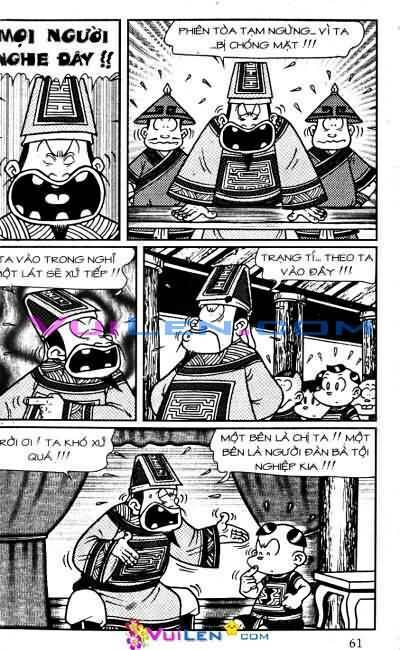 MỌI NGƯỜI
NGHE ĐÂY !!
PHIÊN TÒA TẠM NGỪNG... VÌ TA
...BỊ CHÓNG MẶT !!!
TA VÀO TRONG NGHỈ
MỘT LÁT SẼ XỬ TIẾP !!
TRẠNG TÍ... THEO TA
VÀO ĐÂY !!!
VUILEN.COM
TRỜI ƠI ! TA KHÓ XỬ
QUÁ !!!
MỘT BÊN LÀ CHỊ TA !! MỘT
BÊN LÀ NGƯỜI ĐÀN BÀ TỘI
NGHIỆP KIA !!!
61
VUILEN.COM